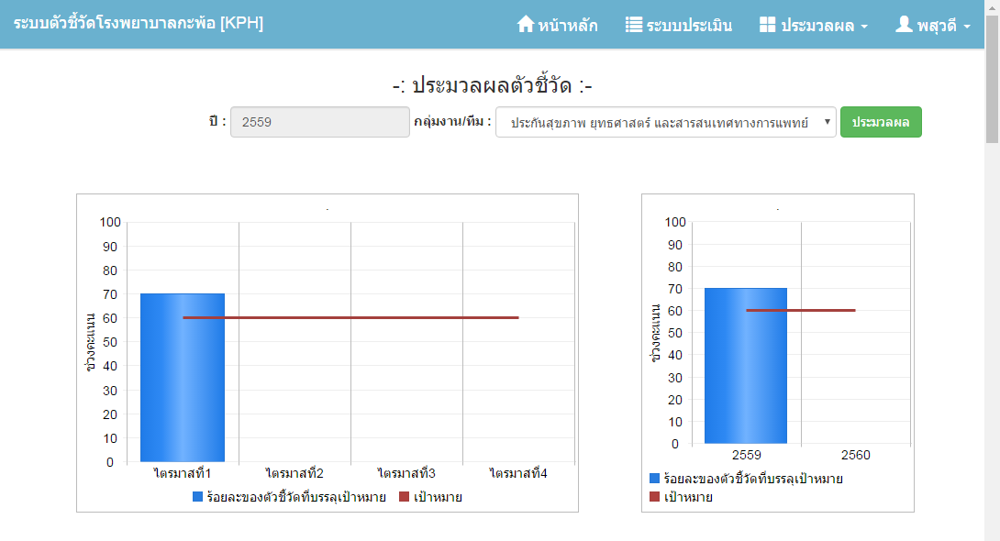 ระบบตัวชี้วัดโรงพยาบาลกะพ้อ [KPH] หน้าหลัก ระบบประเมิน ประมวลผล พสุวดี
-: ประมวลผลตัวชี้วัด :-
ปี : 2559 กลุ่มงาน/ทีม : ประกันสุขภาพ ยุทธศาสตร์ และสารสนเทศทางการแพทย์ ประมวลผล
.
100
90
80
70
60
50
40
30
20
10
0
ช่วงคะแนน
ไตรมาสที่1 ไตรมาสที่2 ไตรมาสที่3 ไตรมาสที่4
ร้อยละของตัวชี้วัดที่บรรลุเป้าหมาย เป้าหมาย
.
100
90
80
70
60
50
40
30
20
10
0
ช่วงคะแนน
2559 2560
ร้อยละของตัวชี้วัดที่บรรลุเป้าหมาย
เป้าหมาย